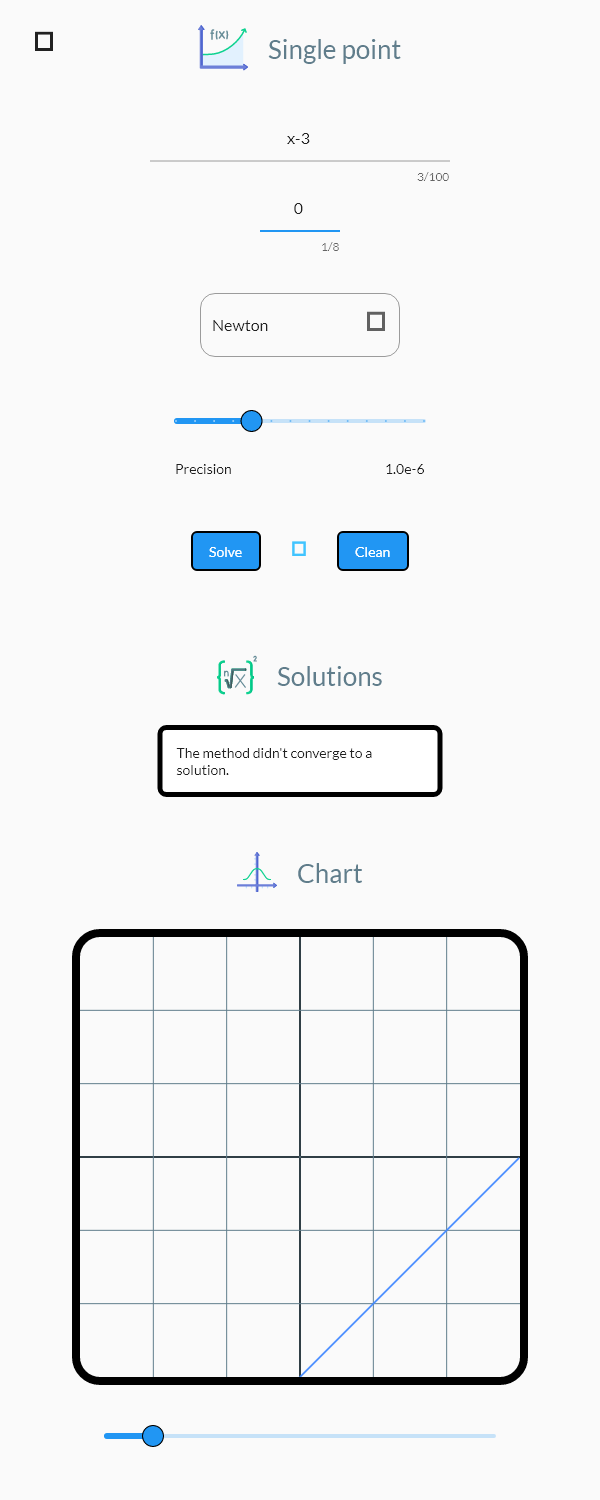 f(x)
Single point
x-3
3/100
0
1/8
Newton
Precision 1.0e-6
Solve Clean
{ⁿ√x}²
Solutions
The method didn't converge to a
solution.
Chart